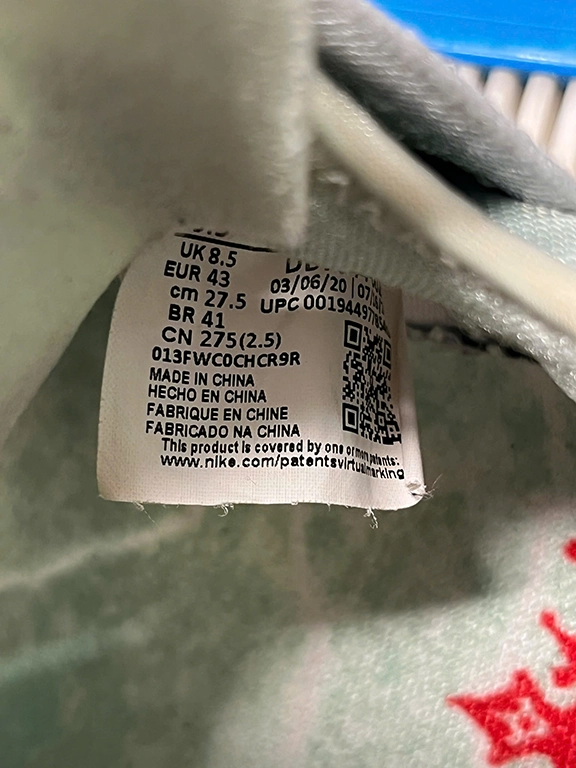 UK 8.5
EUR 43
03/06/20
cm 27.5
UPC
BR 41
CN 275(2.5)
013FWC0CHCR9R
MADE IN CHINA
HECHO EN CHINA
FABRIQUE EN CHINE
FABRICADO NA CHINA
This product is covered by one or more patents:
www.nike.com/patentsvirtualmarking